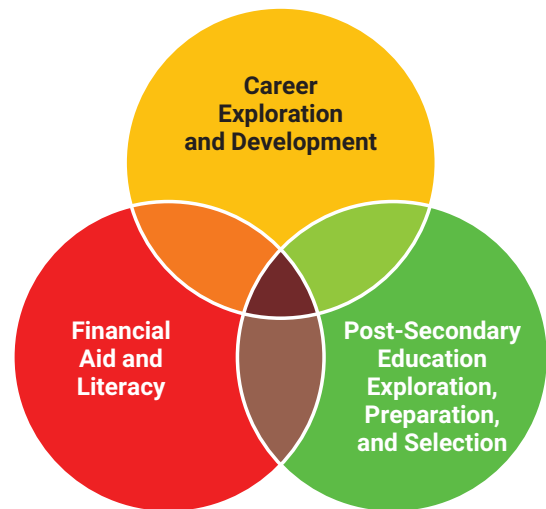 Career
Exploration
and Development
Financial
Aid and
Literacy
Post-Secondary
Education
Exploration,
Preparation,
and Selection